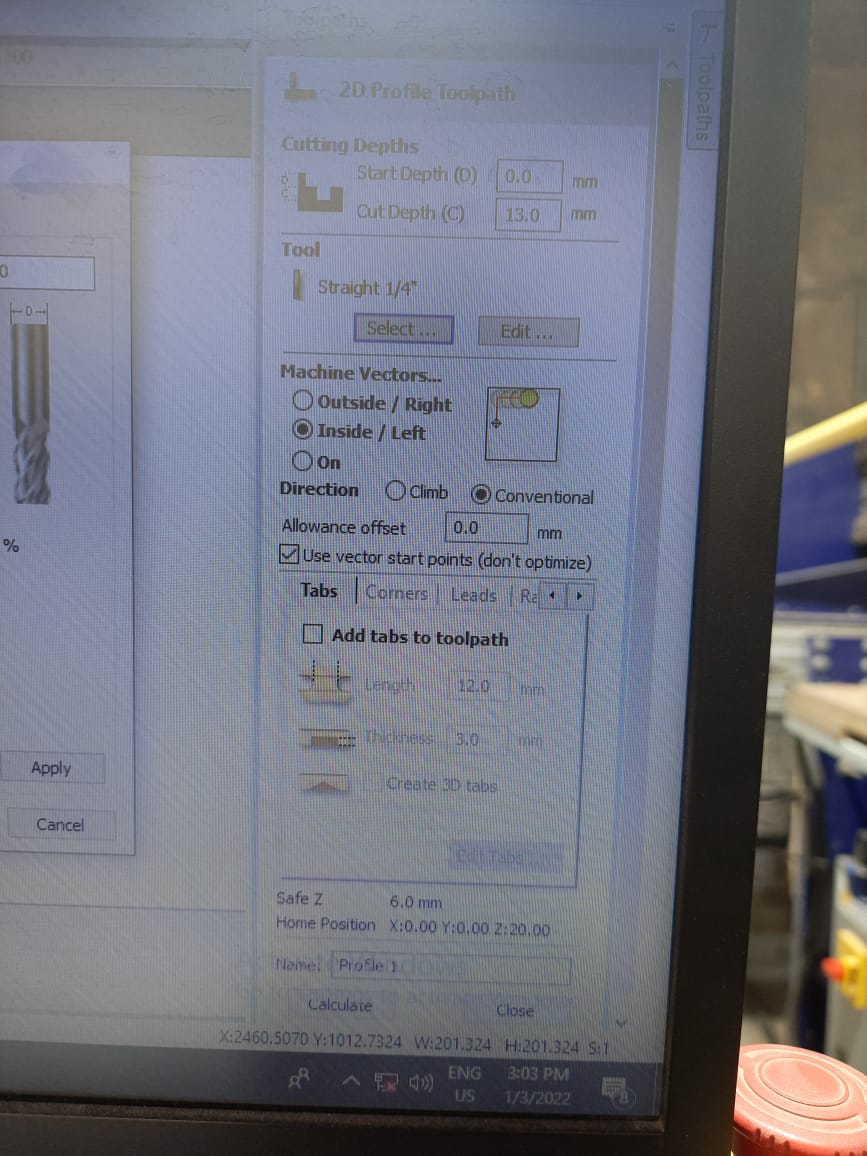 Toolpaths
500
Toolpaths
2D Profile Toolpath
Cutting Depths
Start Depth (D) 0.0 mm
D
C
Cut Depth (C) 13.0 mm
Tool
0
Straight 1/4"
D
Select ... Edit ...
Machine Vectors...
Outside / Right
Inside / Left
On
Direction Climb Conventional
Allowance offset 0.0 mm
%
Use vector start points (don't optimize)
Tabs Corners Leads Ra
Add tabs to toolpath
Length 12.0 mm
Thickness 3.0 mm
Apply
Create 3D tabs
Cancel
Edit Tabs ...
Safe Z 6.0 mm
Home Position X:0.00 Y:0.00 Z:20.00
Name: Profile 1
Calculate Close
X:2460.5070 Y:1012.7324 W:201.324 H:201.324 S:1
ENG 3:03 PM
US 1/3/2022
8